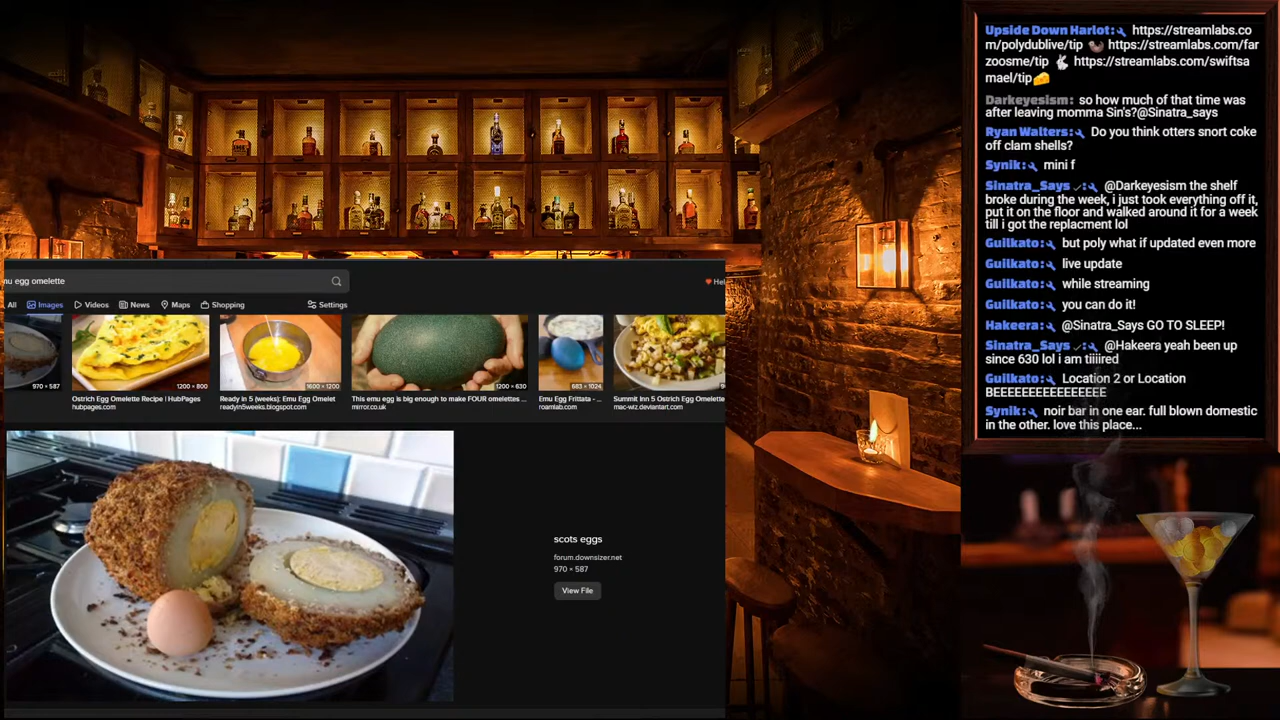 mu egg omelette
Hel
All Images Videos News Maps Shopping Settings
970 × 587
1200 × 800
1600 × 1200
1200 × 630
683 × 1024
Ostrich Egg Omelette Recipe | HubPages
hubpages.com
Ready in 5 {weeks}: Emu Egg Omelet
readyin5weeks.blogspot.com
This emu egg is big enough to make FOUR omelettes ...
mirror.co.uk
Emu Egg Frittata - ...
roamlab.com
Summit Inn 5 Ostrich Egg Omelette
mac-wiz.deviantart.com
scots eggs
forum.downsizer.net
970 × 587
View File
Upside Down Harlot: https://streamlabs.co
m/polydublive/tip https://streamlabs.com/far
zoosme/tip https://streamlabs.com/swiftsa
mael/tip
Darkeyesism: so how much of that time was
after leaving momma Sin's?@Sinatra_says
Ryan Walters: Do you think otters snort coke
off clam shells?
Synik: mini f
Sinatra_Says: @Darkeyesism the shelf
broke during the week, i just took everything off it,
put it on the floor and walked around it for a week
till i got the replacment lol
Guilkato: but poly what if updated even more
Guilkato: live update
Guilkato: while streaming
Guilkato: you can do it!
Hakeera: @Sinatra_Says GO TO SLEEP!
Sinatra_Says: @Hakeera yeah been up
since 630 lol i am tiiiired
Guilkato: Location 2 or Location
BEEEEEEEEEEEEEEEE
Synik: noir bar in one ear. full blown domestic
in the other. love this place...